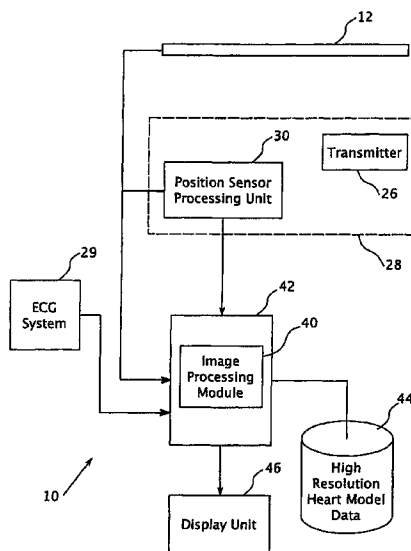 12
30
Transmitter
26
Position Sensor
Processing Unit
28
29
ECG
System
42
40
Image
Processing
Module
44
High
Resolution
Heart Model
Data
46
10
Display Unit